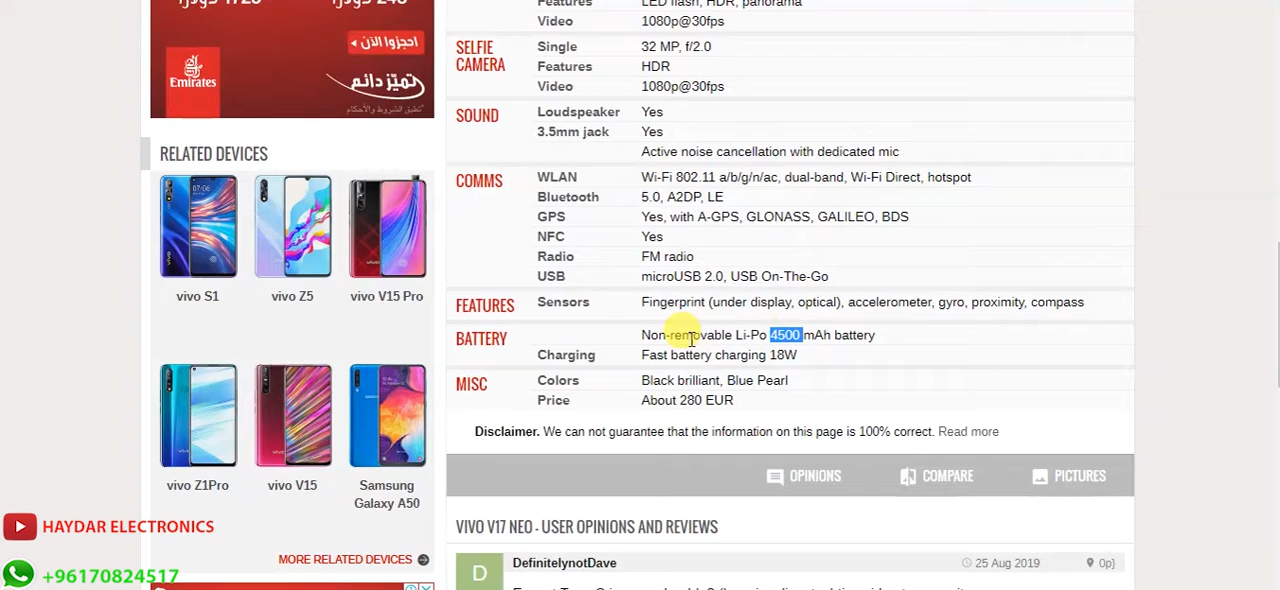 احجزوا الآن
Emirates
تميّز دائم
*تطبق الشروط والأحكام
RELATED DEVICES
vivo S1
vivo Z5
vivo V15 Pro
vivo Z1Pro
vivo V15
Samsung
Galaxy A50
MORE RELATED DEVICES
HAYDAR ELECTRONICS
+96170824517
Features LED flash, HDR, panorama
Video 1080p@30fps
SELFIE CAMERA Single 32 MP, f/2.0
Features HDR
Video 1080p@30fps
SOUND Loudspeaker Yes
3.5mm jack Yes
Active noise cancellation with dedicated mic
COMMS WLAN Wi-Fi 802.11 a/b/g/n/ac, dual-band, Wi-Fi Direct, hotspot
Bluetooth 5.0, A2DP, LE
GPS Yes, with A-GPS, GLONASS, GALILEO, BDS
NFC Yes
Radio FM radio
USB microUSB 2.0, USB On-The-Go
FEATURES Sensors Fingerprint (under display, optical), accelerometer, gyro, proximity, compass
BATTERY Non-removable Li-Po 4500 mAh battery
Charging Fast battery charging 18W
MISC Colors Black brilliant, Blue Pearl
Price About 280 EUR
Disclaimer. We can not guarantee that the information on this page is 100% correct. Read more
OPINIONS COMPARE PICTURES
VIVO V17 NEO - USER OPINIONS AND REVIEWS
D DefinitelynotDave 25 Aug 2019 0p}